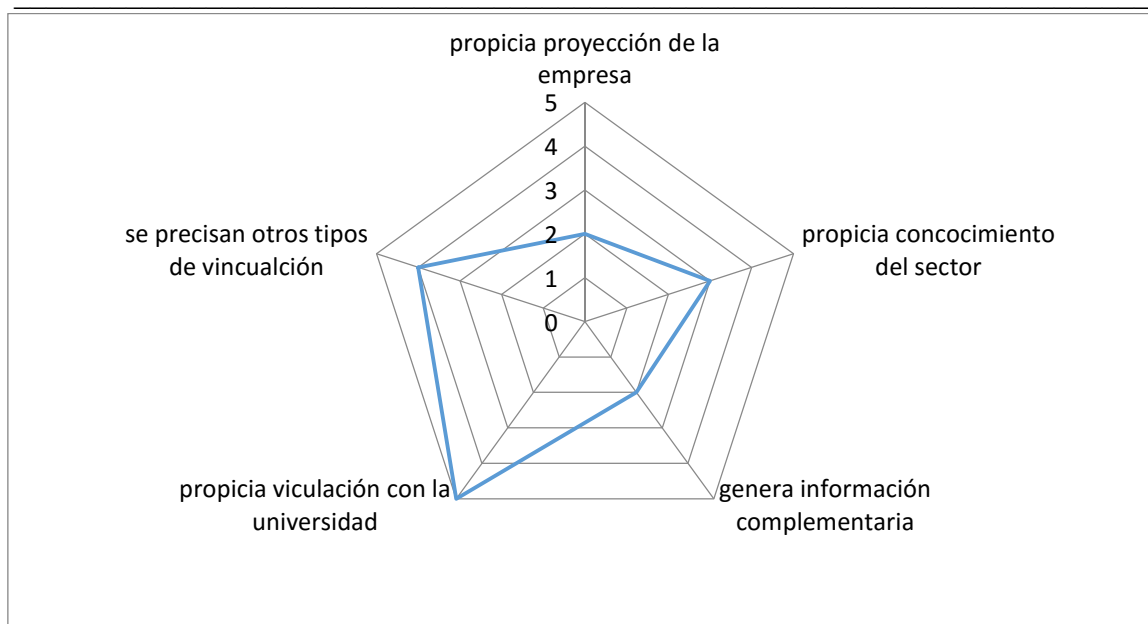 propicia proyección de la
empresa
5
4
3
2
1
0
propicia concocimiento
del sector
genera información
complementaria
propicia viculación con la
universidad
se precisan otros tipos
de vincualción